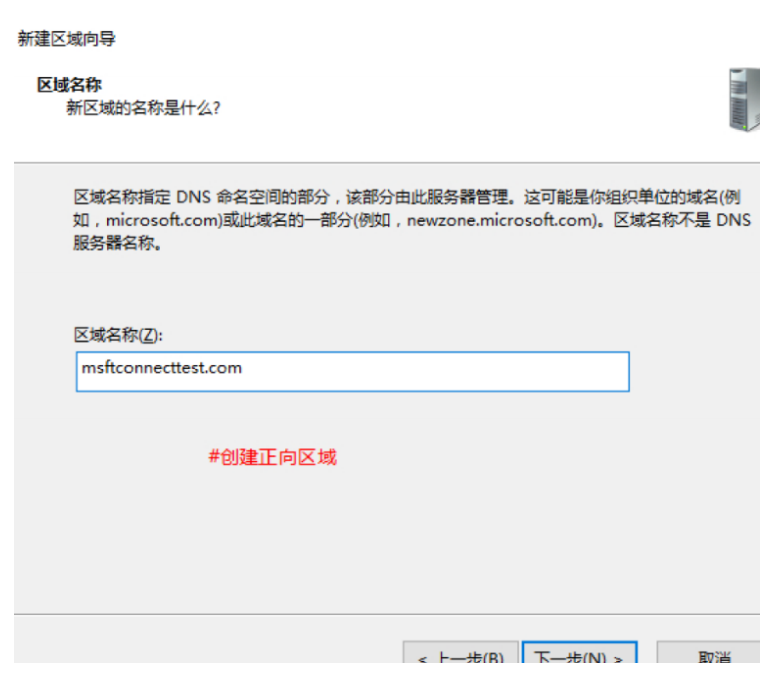 新建区域向导
区域名称
新区域的名称是什么?
区域名称指定 DNS 命名空间的部分，该部分由此服务器管理。这可能是你组织单位的域名(例
如，microsoft.com)或此域名的一部分(例如，newzone.microsoft.com)。区域名称不是 DNS
服务器名称。
区域名称(Z):
msftconnecttest.com
#创建正向区域
< 上一步(B) 下一步(N) > 取消